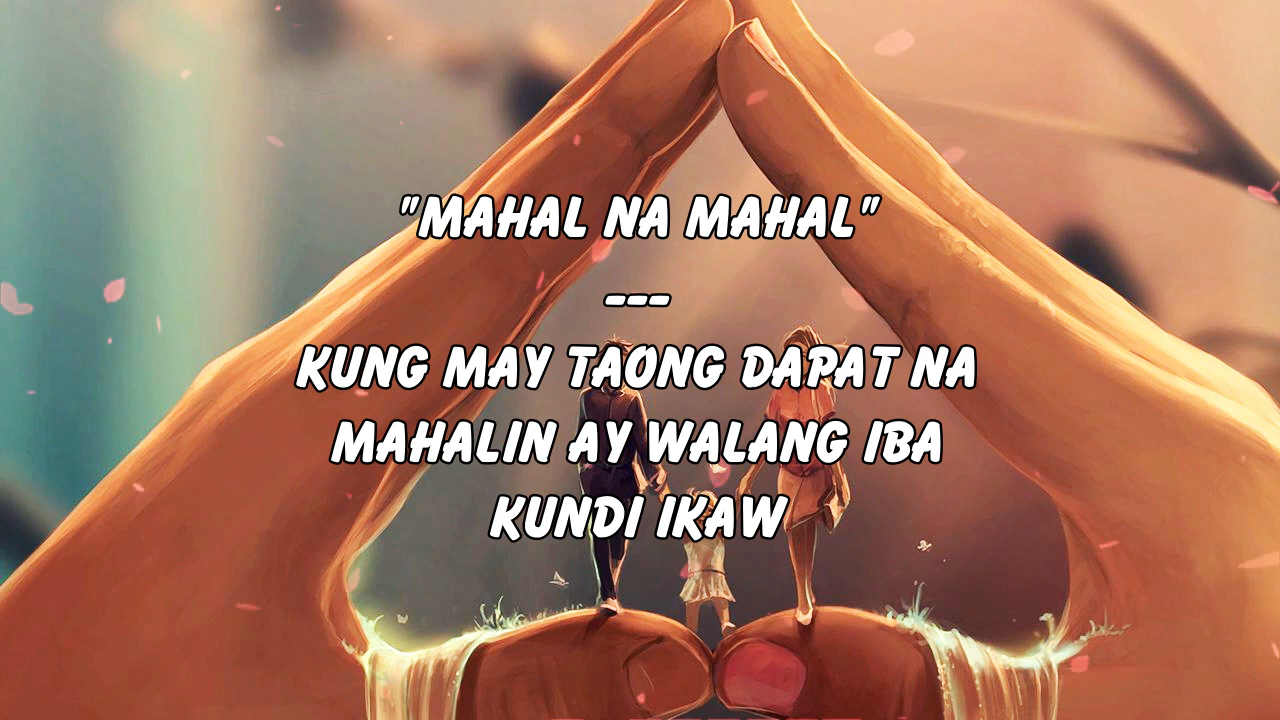 "MAHAL NA MAHAL"
---
KUNG MAY TAONG DAPAT NA
MAHALIN AY WALANG IBA
KUNDI IKAW